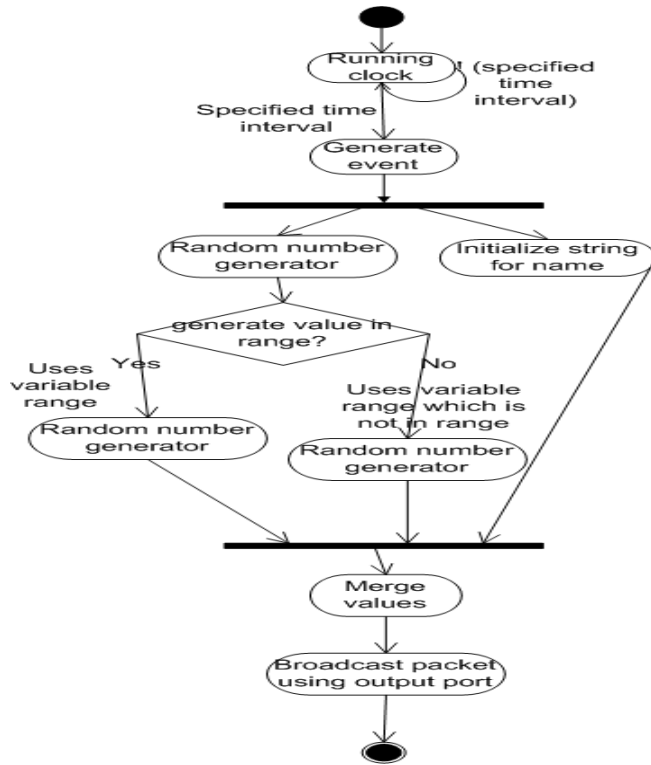 Running
clock
! (specified
time
interval)
Specified time
interval
Generate
event
Random number
generator
Initialize string
for name
generate value in
range?
Yes
Uses
variable
range
No
Uses variable
range which is
not in range
Random number
generator
Random number
generator
Merge
values
Broadcast packet
using output port